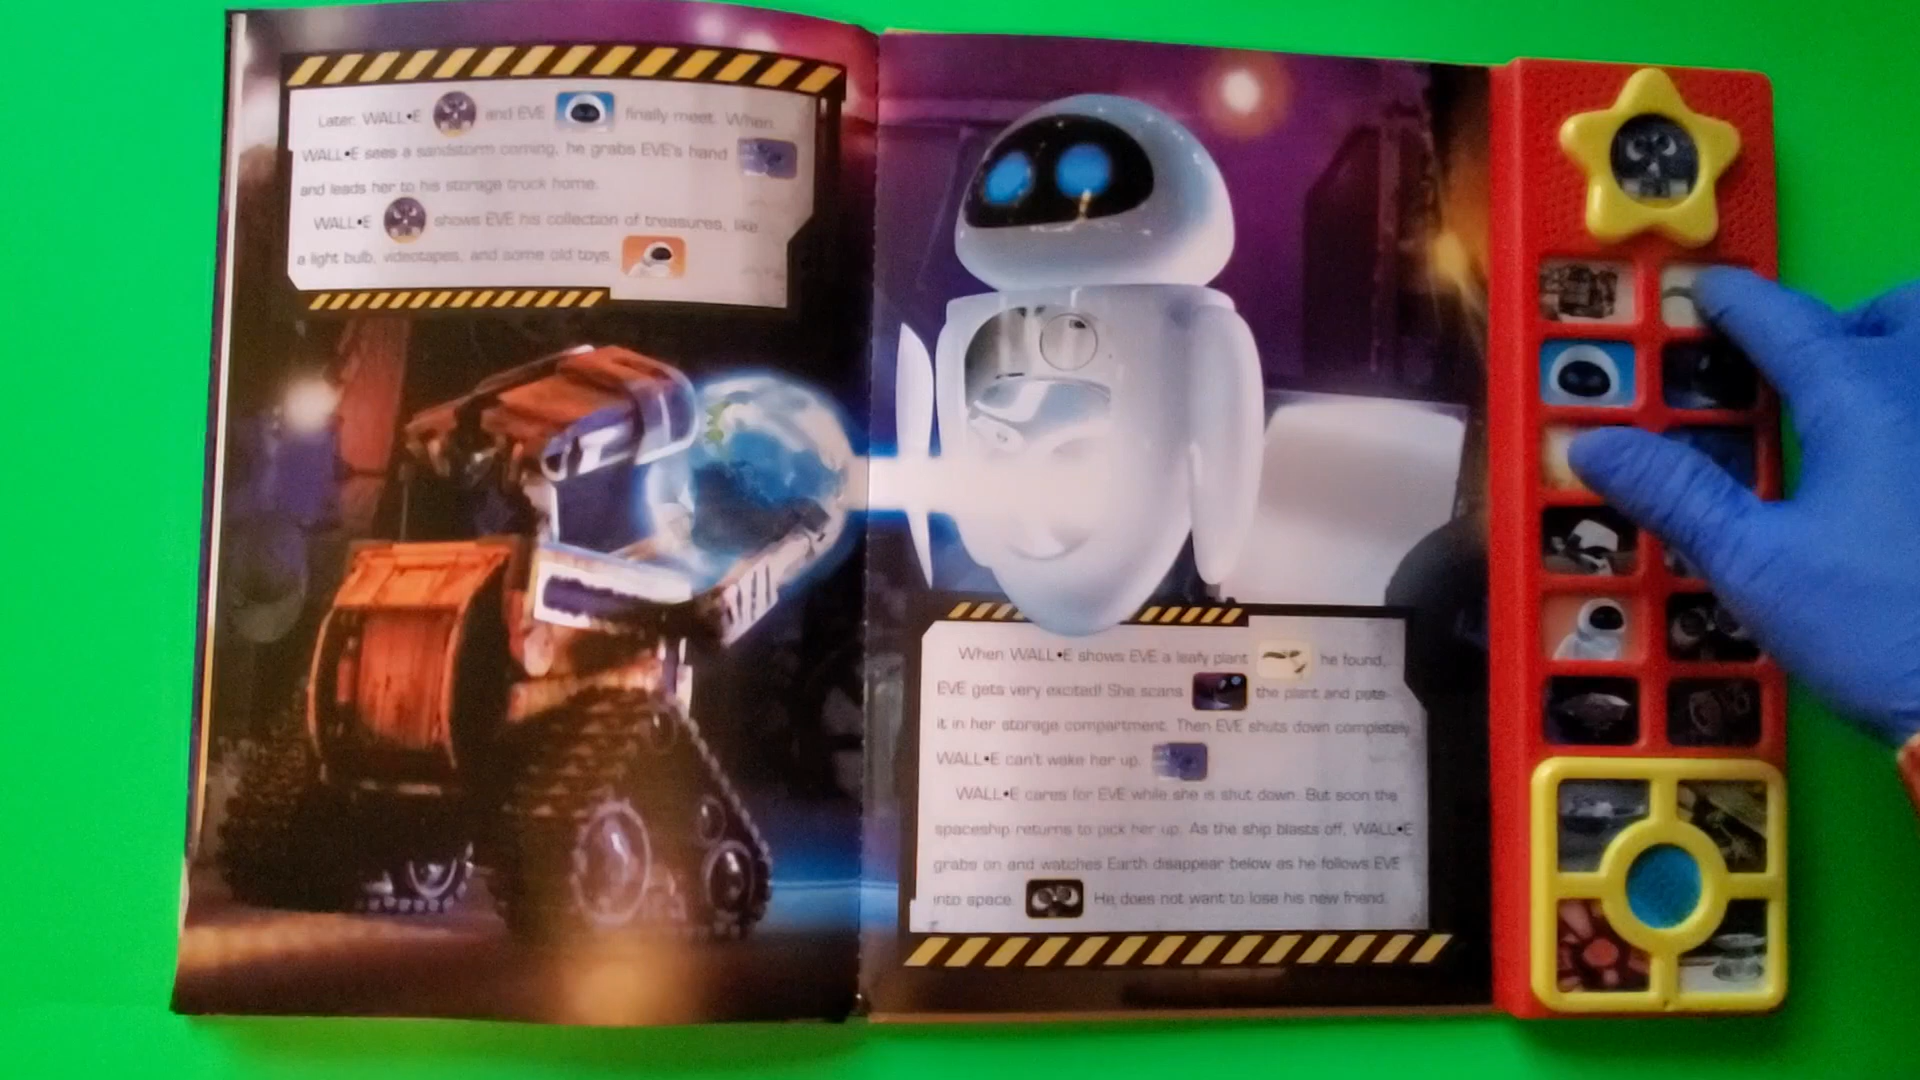 Later, WALL•E and EVE finally meet. When
WALL•E sees a sandstorm coming, he grabs EVE's hand
and leads her to his storage truck home.
WALL•E shows EVE his collection of treasures, like
a light bulb, videotapes, and some old toys.
When WALL•E shows EVE a leafy plant he found,
EVE gets very excited! She scans the plant and puts
it in her storage compartment. Then EVE shuts down completely.
WALL•E can't wake her up.
WALL•E cares for EVE while she is shut down. But soon the
spaceship returns to pick her up. As the ship blasts off, WALL•E
grabs on and watches Earth disappear below as he follows EVE
into space. He does not want to lose his new friend.